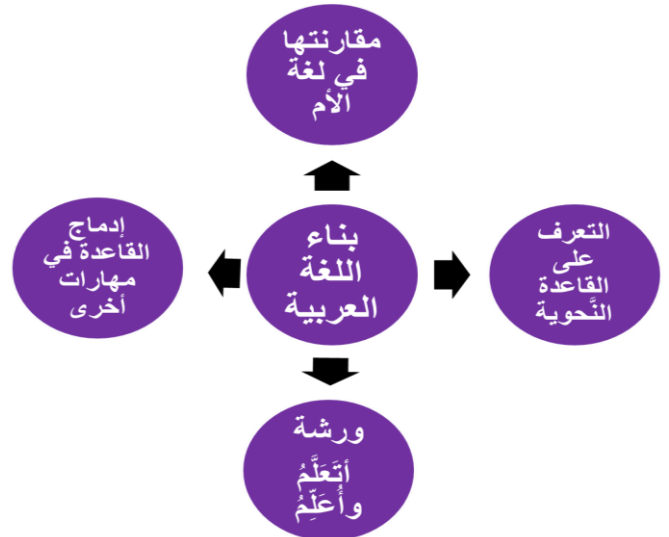 مقارنتها
في لغة
الأم
التعرف
على
القاعدة
النَّحوية
بناء
اللغة
العربية
إدماج
القاعدة في
مهارات
أخرى
ورشة
أتَعَلَّمُ
وأُعَلِّمُ